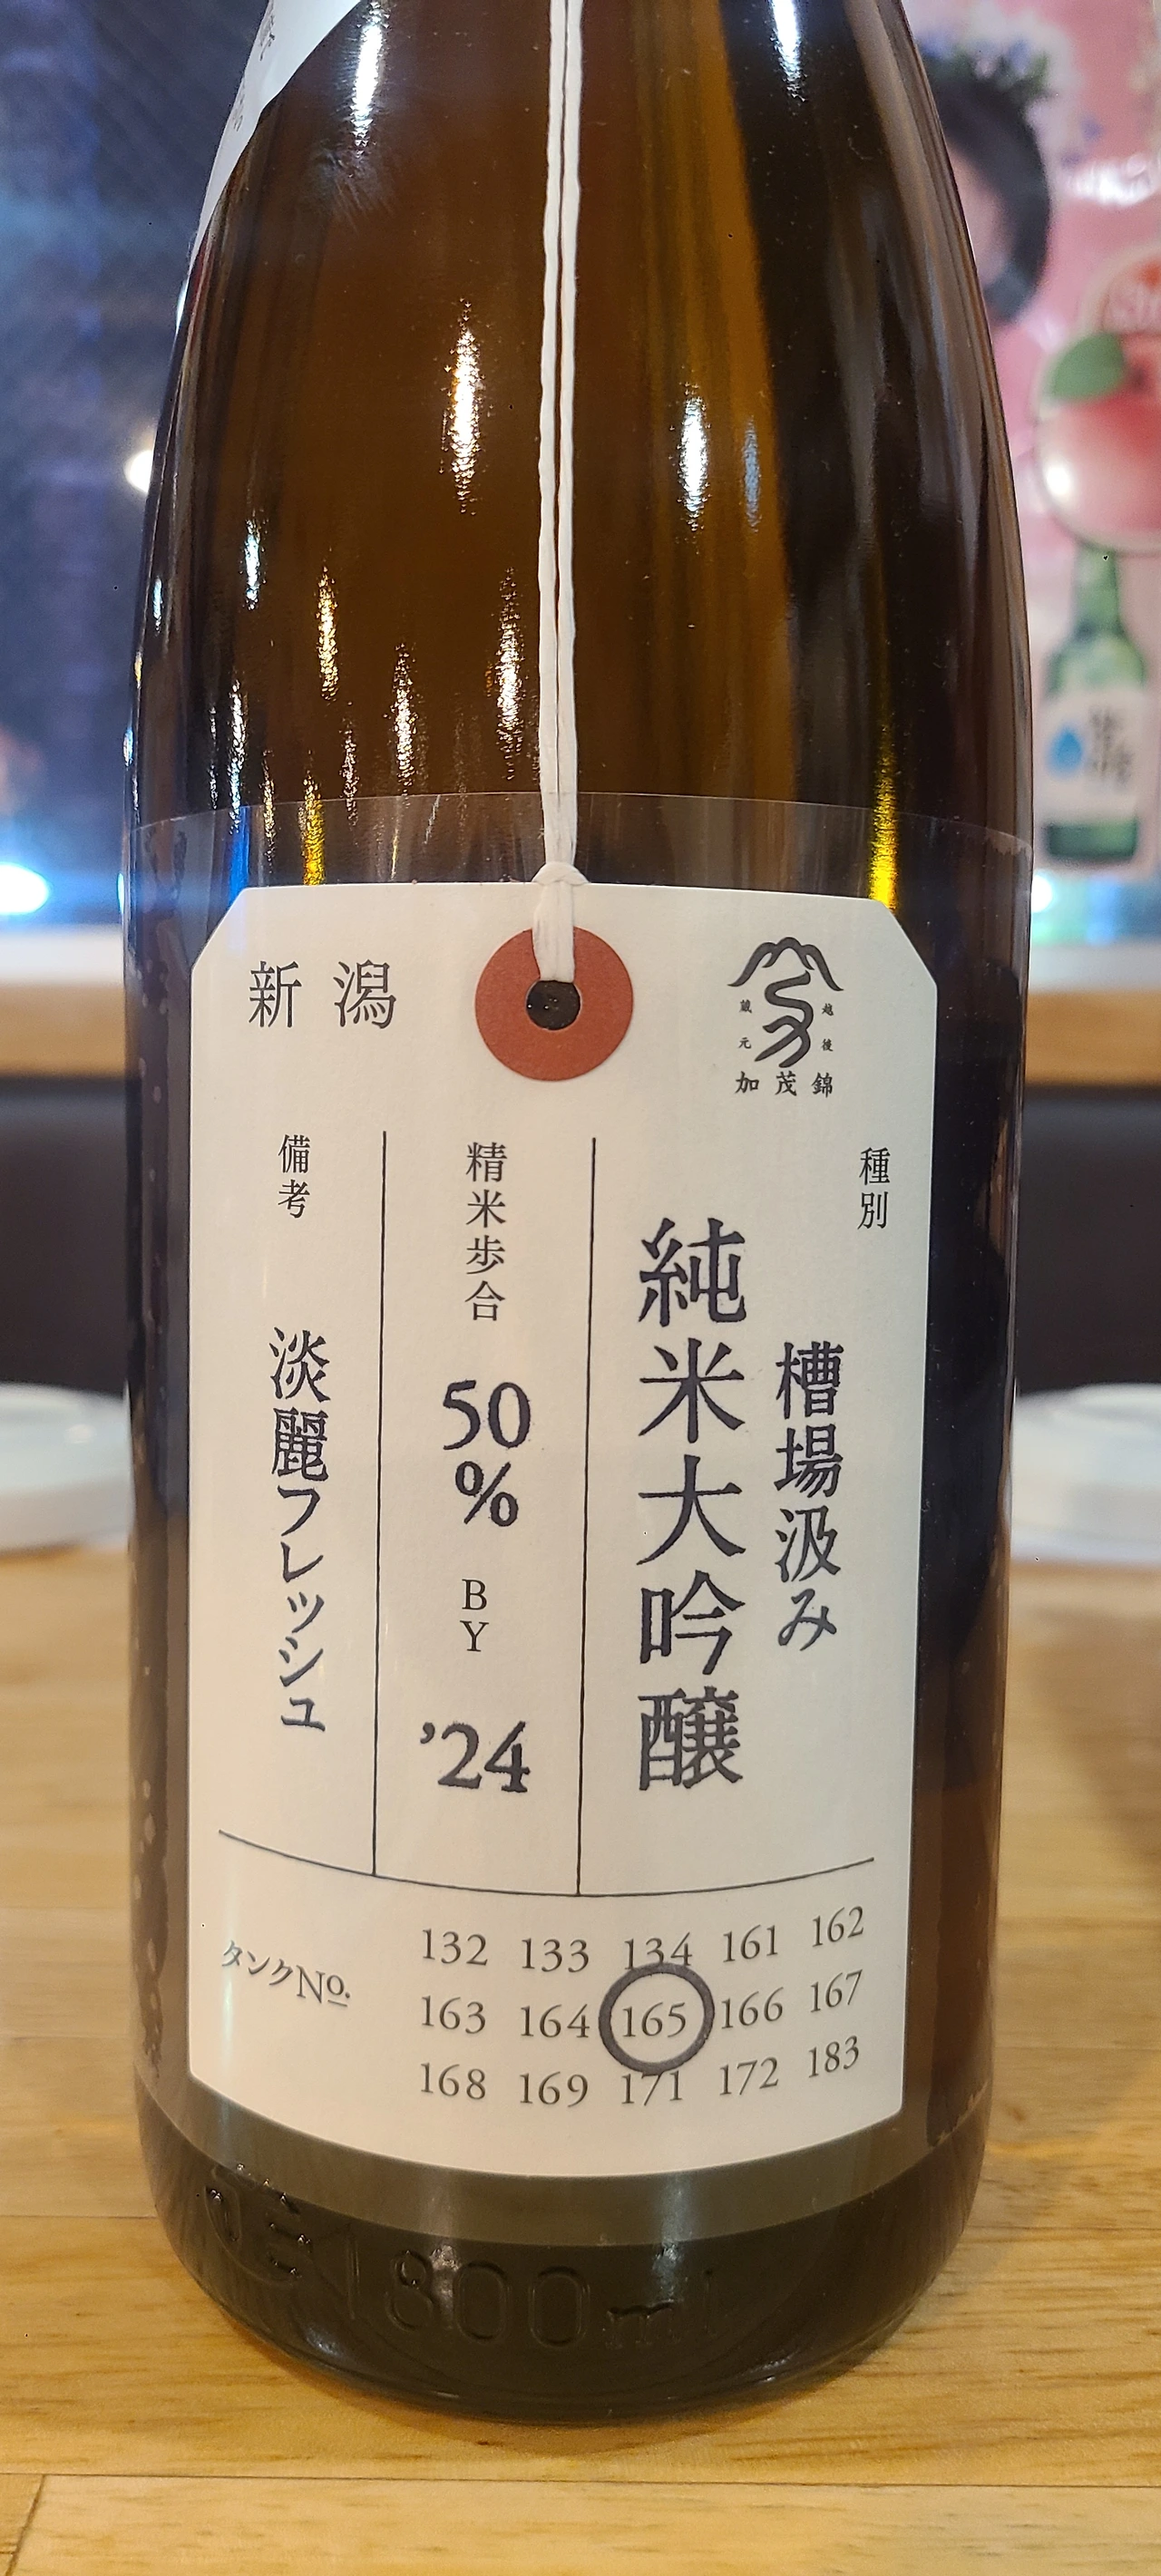 新潟
越後
蔵元
加茂錦
種別
槽場汲み
純米大吟醸
精米歩合
50
%
BY
’24
備考
淡麗フレッシュ
タンクNo.
132 133 134 161 162
163 164 165 166 167
168 169 171 172 183
1800ml